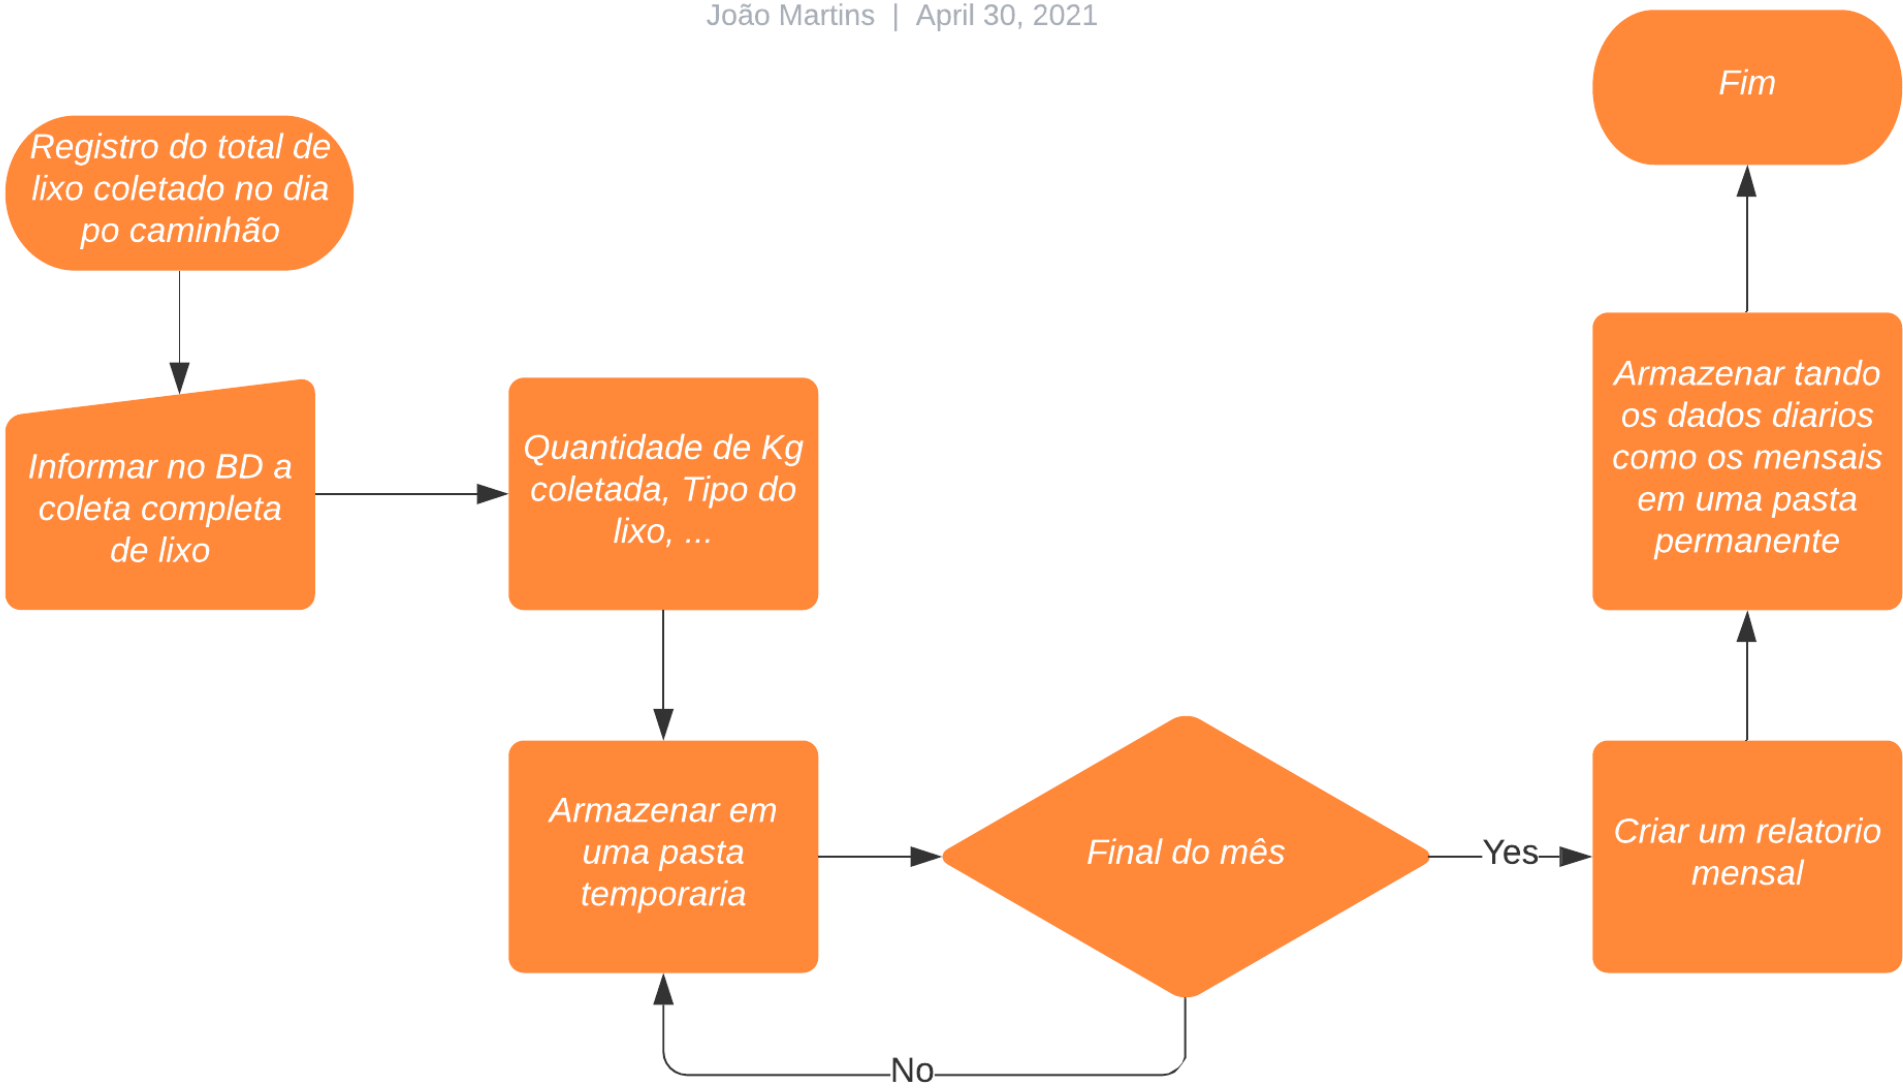 João Martins | April 30, 2021
Registro do total de
lixo coletado no dia
po caminhão
Informar no BD a
coleta completa
de lixo
Quantidade de Kg
coletada, Tipo do
lixo, ...
Armazenar em
uma pasta
temporaria
Final do mês
No
Yes
Criar um relatorio
mensal
Armazenar tando
os dados diarios
como os mensais
em uma pasta
permanente
Fim